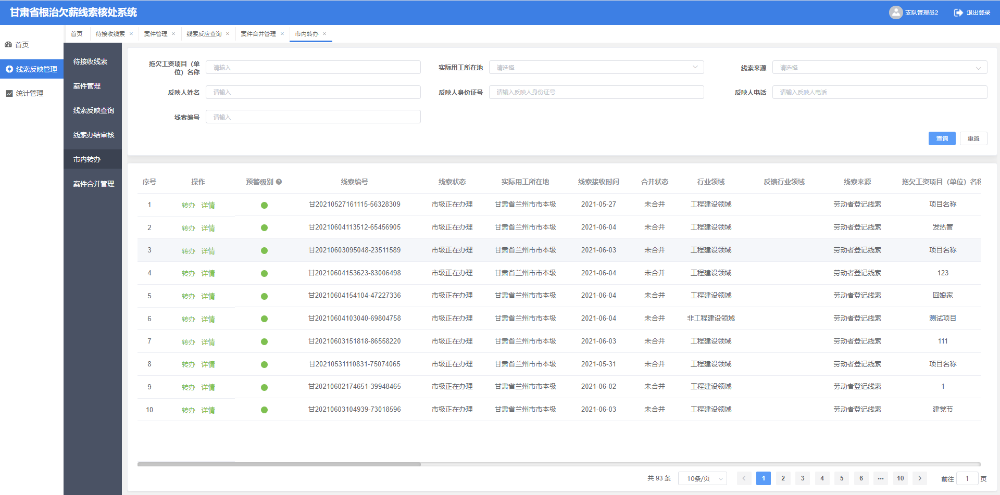 甘肃省根治欠薪线索核处系统
支队管理员2
退出登录
首页
待接收线索
案件管理
线索反应查询
案件合并管理
市内转办
首页
线索反映管理
统计管理
待接收线索
案件管理
线索反映查询
线索办结审核
市内转办
案件合并管理
拖欠工资项目（单
位）名称
请输入
实际用工所在地
请选择
线索来源
请选择
反映人姓名
请输入
反映人身份证号
请输入反映人身份证号
反映人电话
请输入反映人电话
线索编号
请输入
查询 重置
序号 操作 预警级别 线索编号 线索状态 实际用工所在地 线索接收时间 合并状态 行业领域 反馈行业领域 线索来源 拖欠工资项目（单位）名称
1 转办 详情 甘20210527161115-56328309 市级正在办理 甘肃省兰州市市本级 2021-05-27 未合并 工程建设领域 劳动者登记线索 项目名称
2 转办 详情 甘20210604113512-65456905 市级正在办理 甘肃省兰州市市本级 2021-06-04 未合并 工程建设领域 劳动者登记线索 发热管
3 转办 详情 甘20210603095048-23511589 市级正在办理 甘肃省兰州市市本级 2021-06-03 未合并 工程建设领域 劳动者登记线索 项目名称
4 转办 详情 甘20210604153623-83006498 市级正在办理 甘肃省兰州市市本级 2021-06-04 未合并 工程建设领域 劳动者登记线索 123
5 转办 详情 甘20210604154104-47227336 市级正在办理 甘肃省兰州市市本级 2021-06-04 未合并 工程建设领域 劳动者登记线索 回娘家
6 转办 详情 甘20210604103040-69804758 市级正在办理 甘肃省兰州市市本级 2021-06-04 未合并 非工程建设领域 劳动者登记线索 测试项目
7 转办 详情 甘20210603151818-86558220 市级正在办理 甘肃省兰州市市本级 2021-06-03 未合并 工程建设领域 劳动者登记线索 111
8 转办 详情 甘20210531110831-75074065 市级正在办理 甘肃省兰州市市本级 2021-05-31 未合并 工程建设领域 劳动者登记线索 项目名称
9 转办 详情 甘20210602174651-39948465 市级正在办理 甘肃省兰州市市本级 2021-06-02 未合并 工程建设领域 劳动者登记线索 1
10 转办 详情 甘20210603104939-73018596 市级正在办理 甘肃省兰州市市本级 2021-06-03 未合并 工程建设领域 劳动者登记线索 建党节
共 93 条 10条/页 1 2 3 4 5 6 ••• 10 前往 1 页